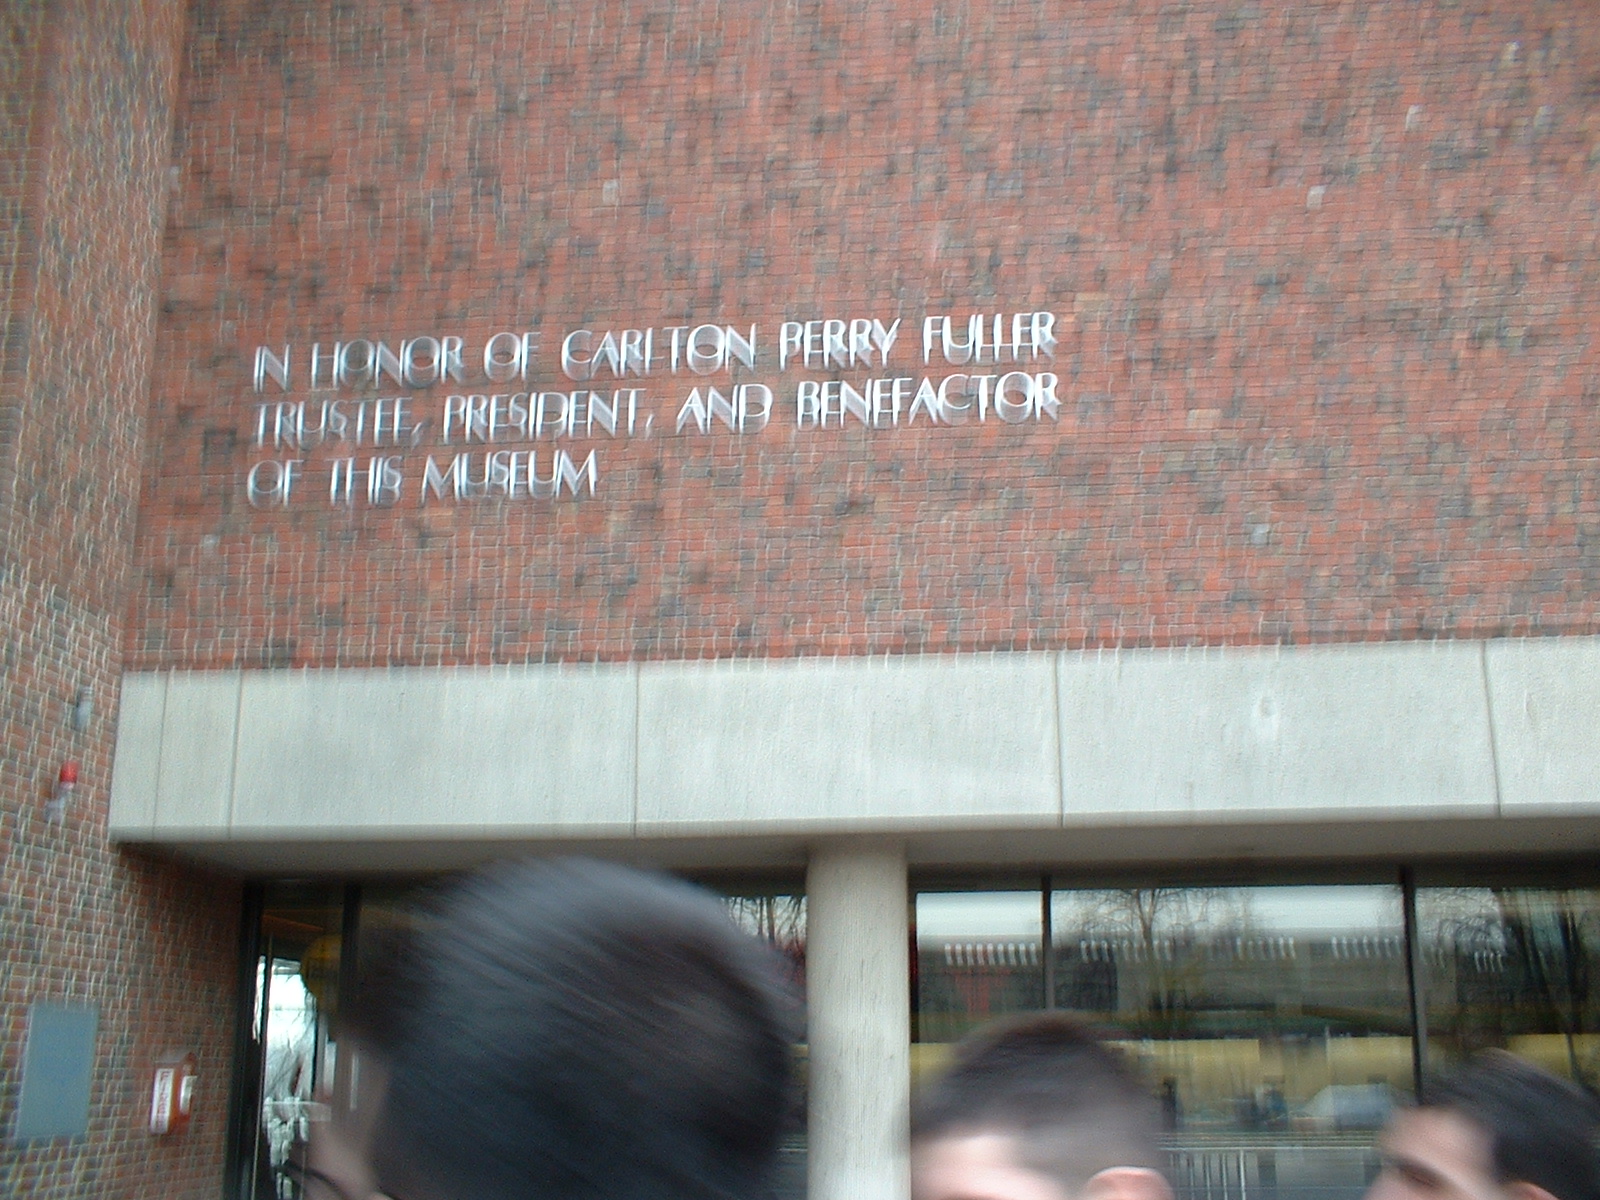 IN HONOR OF CARLTON PERRY FULLER
TRUSTEE, PRESIDENT, AND BENEFACTOR
OF THIS MUSEUM